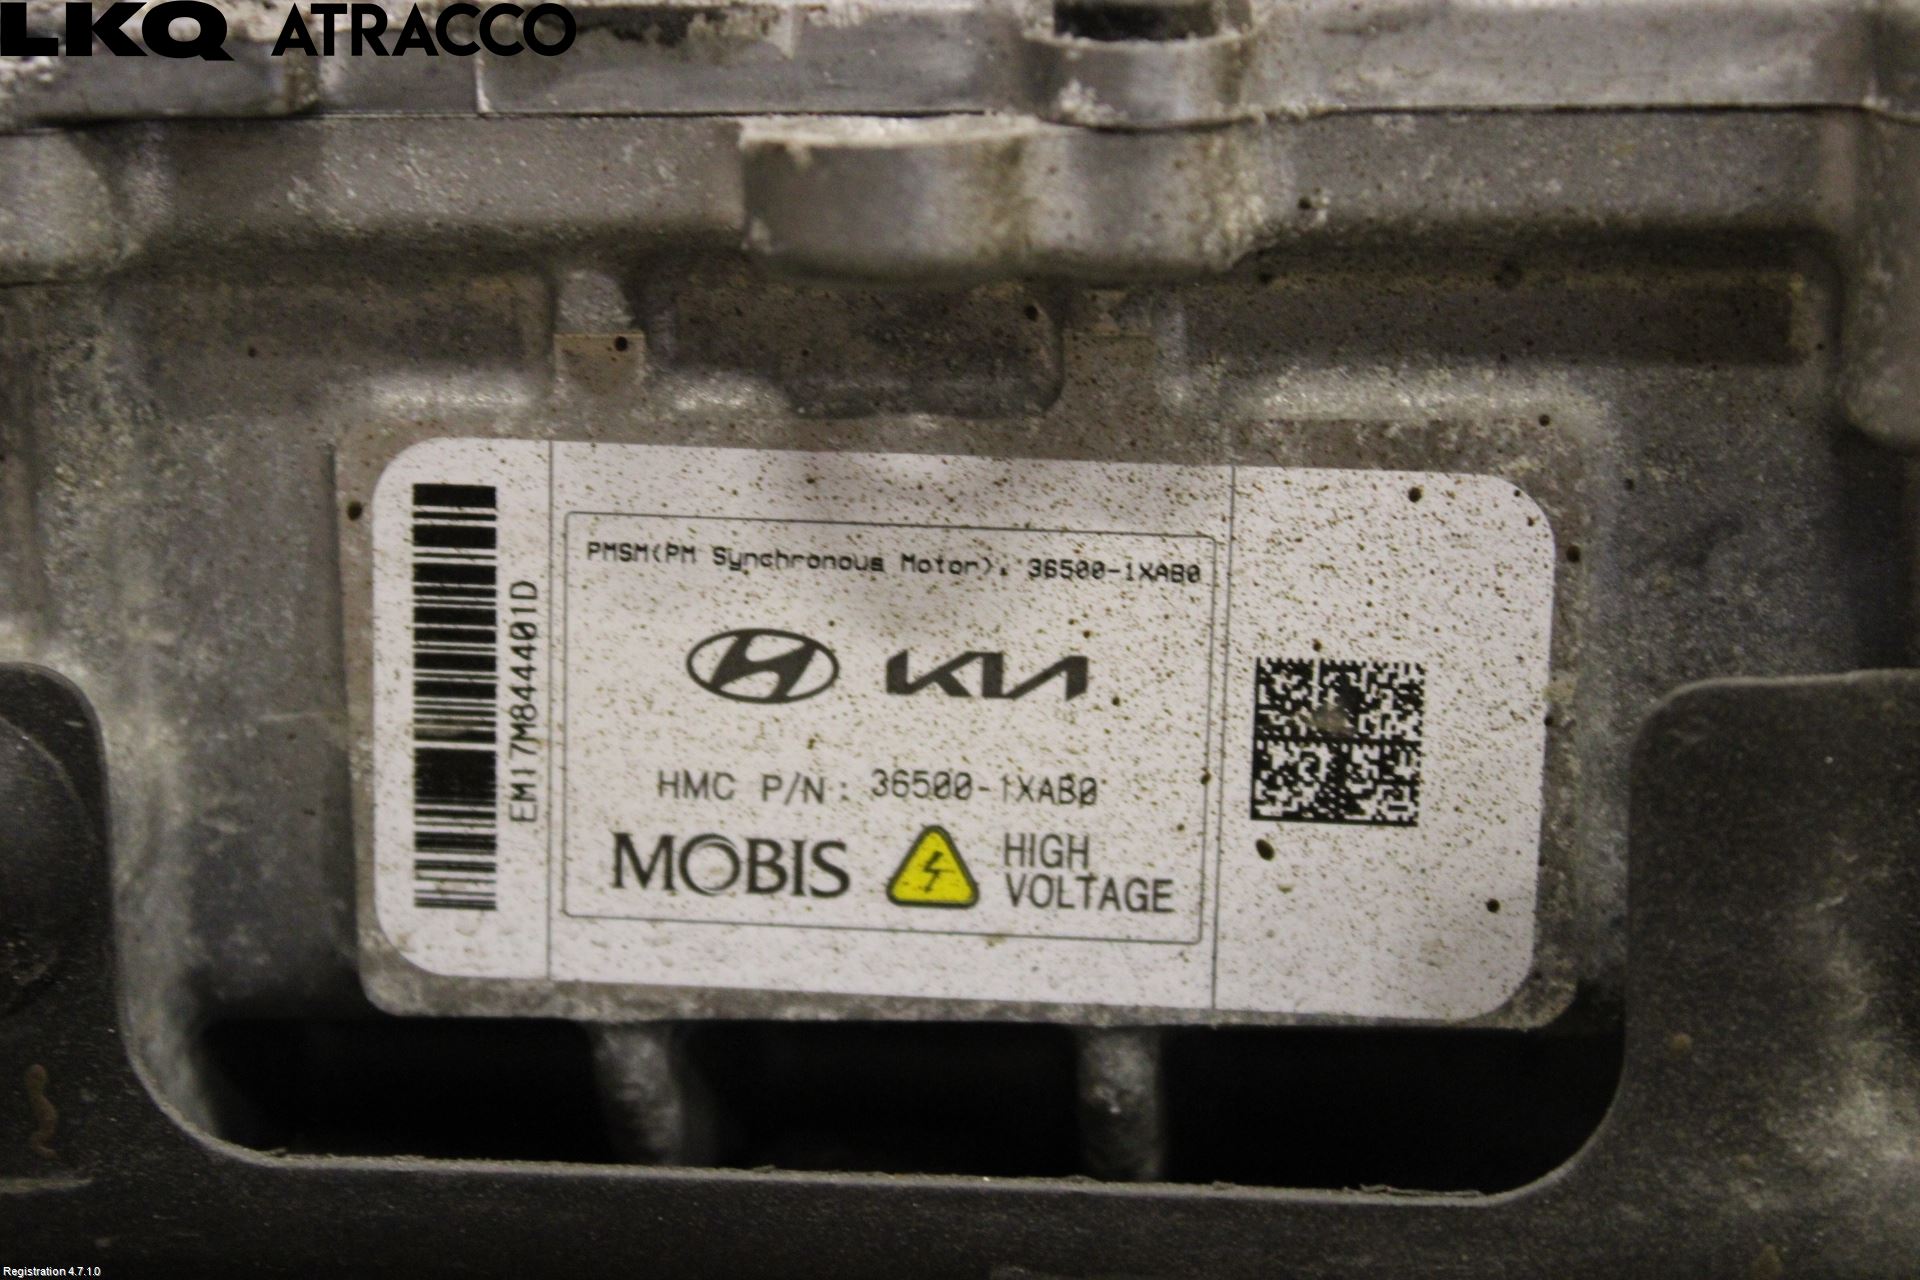 LKQ ATRACCO
EM17M844401D
PMSM(PM Synchronous Motor), 36500-1XAB0
KIA
HMC P/N : 36500-1XAB0
MOBIS
HIGH
VOLTAGE
Registration 4.7.1.0